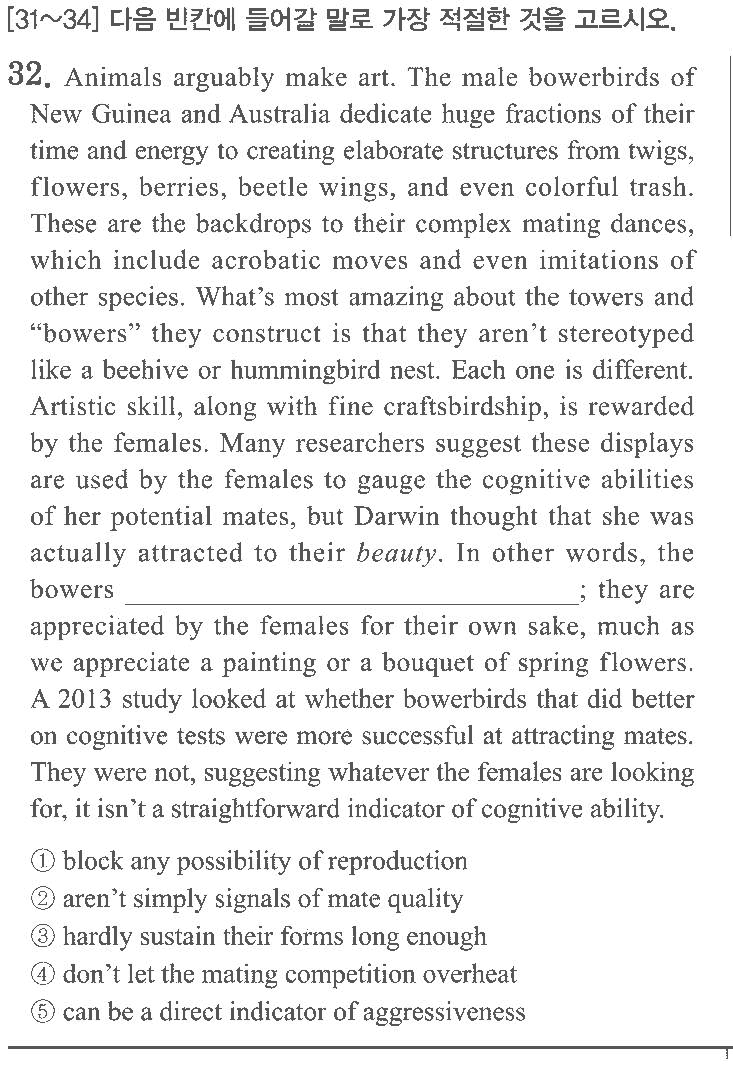 [31～34] 다음 빈칸에 들어갈 말로 가장 적절한 것을 고르시오.
32. Animals arguably make art. The male bowerbirds of
New Guinea and Australia dedicate huge fractions of their
time and energy to creating elaborate structures from twigs,
flowers, berries, beetle wings, and even colorful trash.
These are the backdrops to their complex mating dances,
which include acrobatic moves and even imitations of
other species. What's most amazing about the towers and
“bowers” they construct is that they aren't stereotyped
like a beehive or hummingbird nest. Each one is different.
Artistic skill, along with fine craftsbirdship, is rewarded
by the females. Many researchers suggest these displays
are used by the females to gauge the cognitive abilities
of her potential mates, but Darwin thought that she was
actually attracted to their beauty. In other words, the
bowers ______________________________; they are
appreciated by the females for their own sake, much as
we appreciate a painting or a bouquet of spring flowers.
A 2013 study looked at whether bowerbirds that did better
on cognitive tests were more successful at attracting mates.
They were not, suggesting whatever the females are looking
for, it isn't a straightforward indicator of cognitive ability.
① block any possibility of reproduction
② aren't simply signals of mate quality
③ hardly sustain their forms long enough
④ don't let the mating competition overheat
⑤ can be a direct indicator of aggressiveness